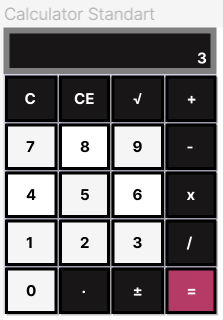 Calculator Standart
3
C CE √ +
7 8 9 -
4 5 6 x
1 2 3 /
0 . ± =